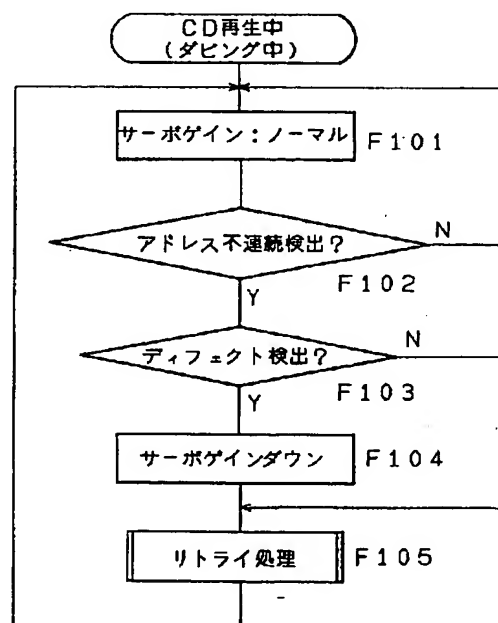 CD再生中
(ダビング中)
サーボゲイン:ノーマル
F101
アドレス不連続検出?
N
F102
Y
ディフェクト検出?
N
F103
Y
サーボゲインダウン
F104
リトライ処理
F105